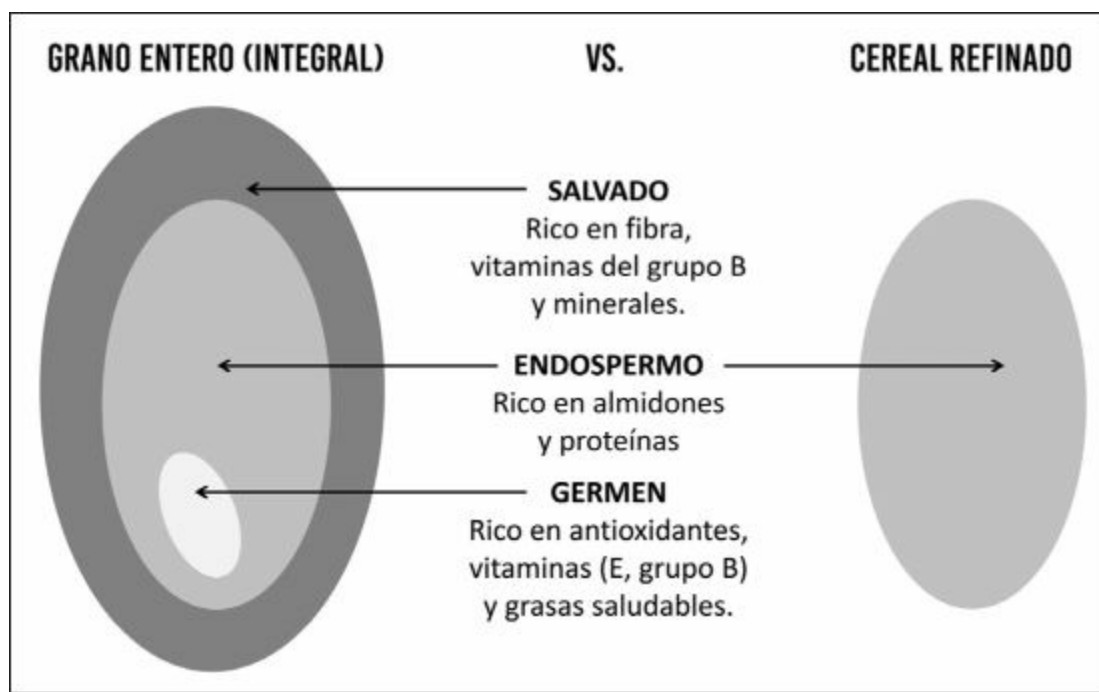 GRANO ENTERO (INTEGRAL) VS. CEREAL REFINADO
SALVADO
Rico en fibra,
vitaminas del grupo B
y minerales.
ENDOSPERMO
Rico en almidones
y proteínas
GERMEN
Rico en antioxidantes,
vitaminas (E, grupo B)
y grasas saludables.